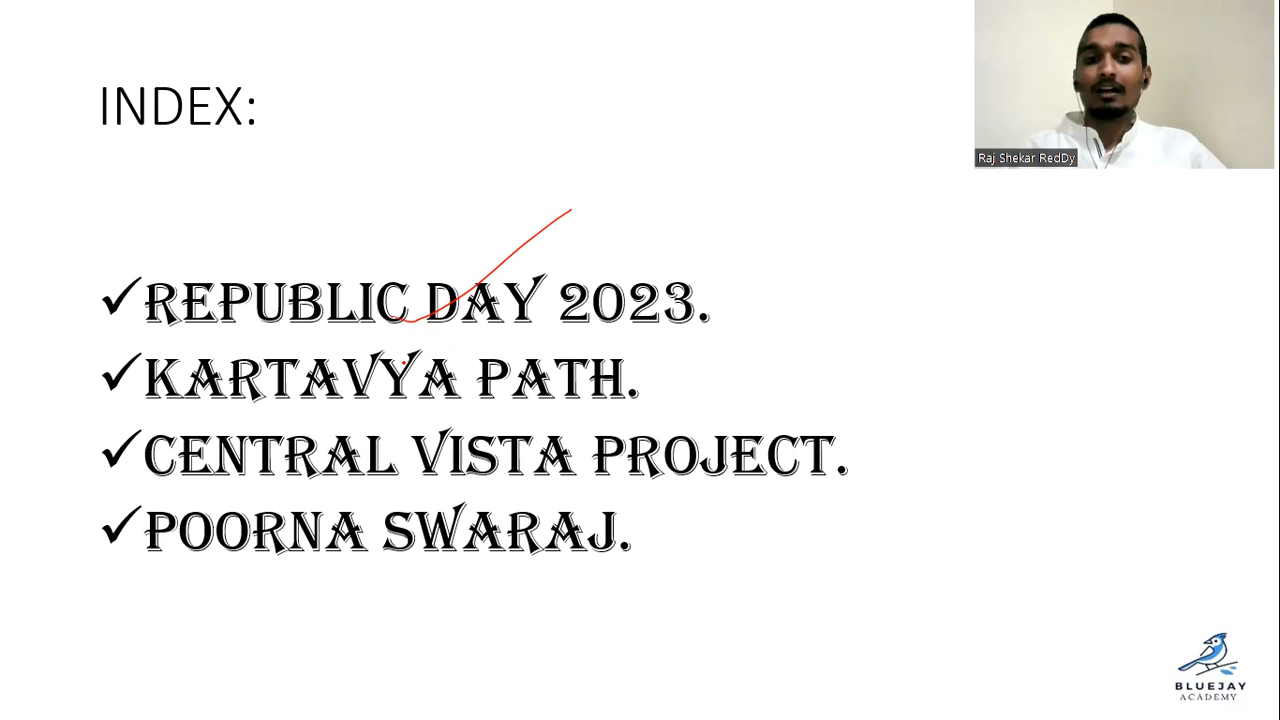 INDEX:
Raj Shekar RedDy
REPUBLIC DAY 2023.
KARTAVYA PATH.
CENTRAL VISTA PROJECT.
POORNA SWARAJ.
BLUEJAY
ACADEMY